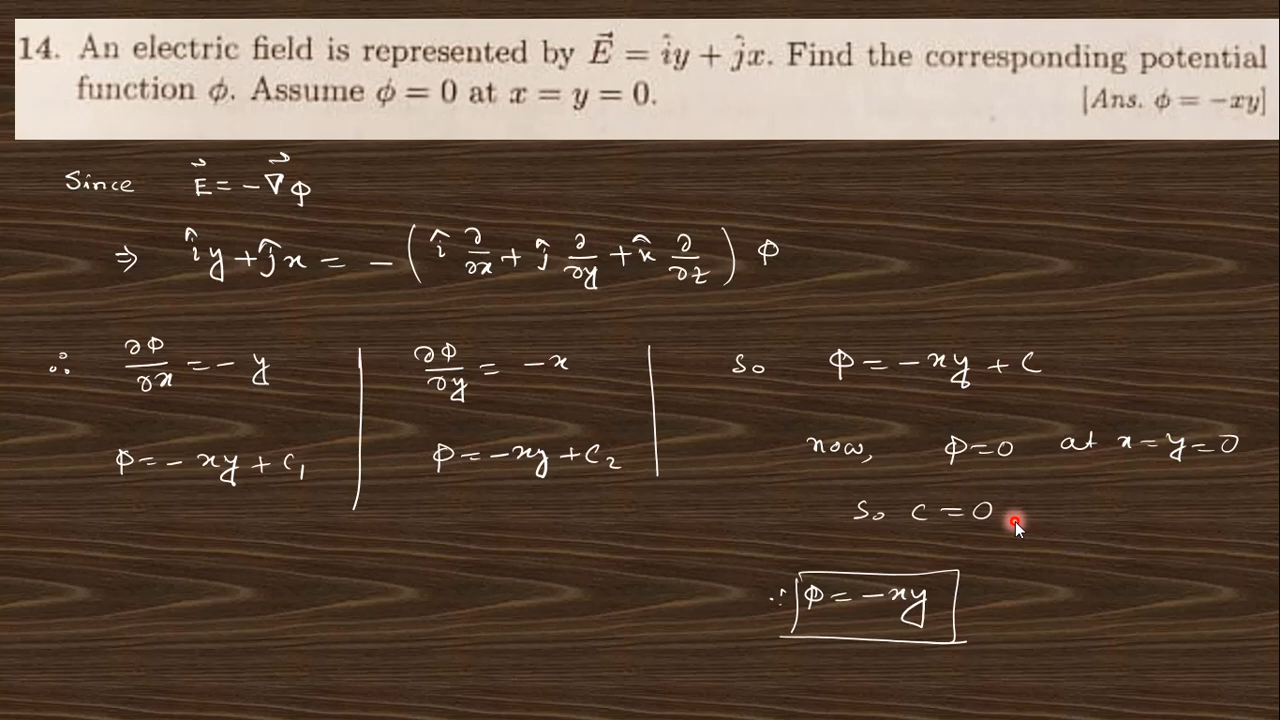 14. An electric field is represented by E⃗ = îy + ĵx. Find the corresponding potential
function ϕ. Assume ϕ = 0 at x = y = 0. [Ans. ϕ = −xy]
Since E⃗ = −∇⃗ϕ
⇒ îy + ĵx = −(î ∂/∂x + ĵ ∂/∂y + k̂ ∂/∂z) ϕ
∴ ∂ϕ/∂x = −y | ∂ϕ/∂y = −x | So ϕ = −xy + C
ϕ = −xy + C₁ | ϕ = −xy + C₂ | now, ϕ = 0 at x = y = 0
So C = 0
∴ ϕ = −xy